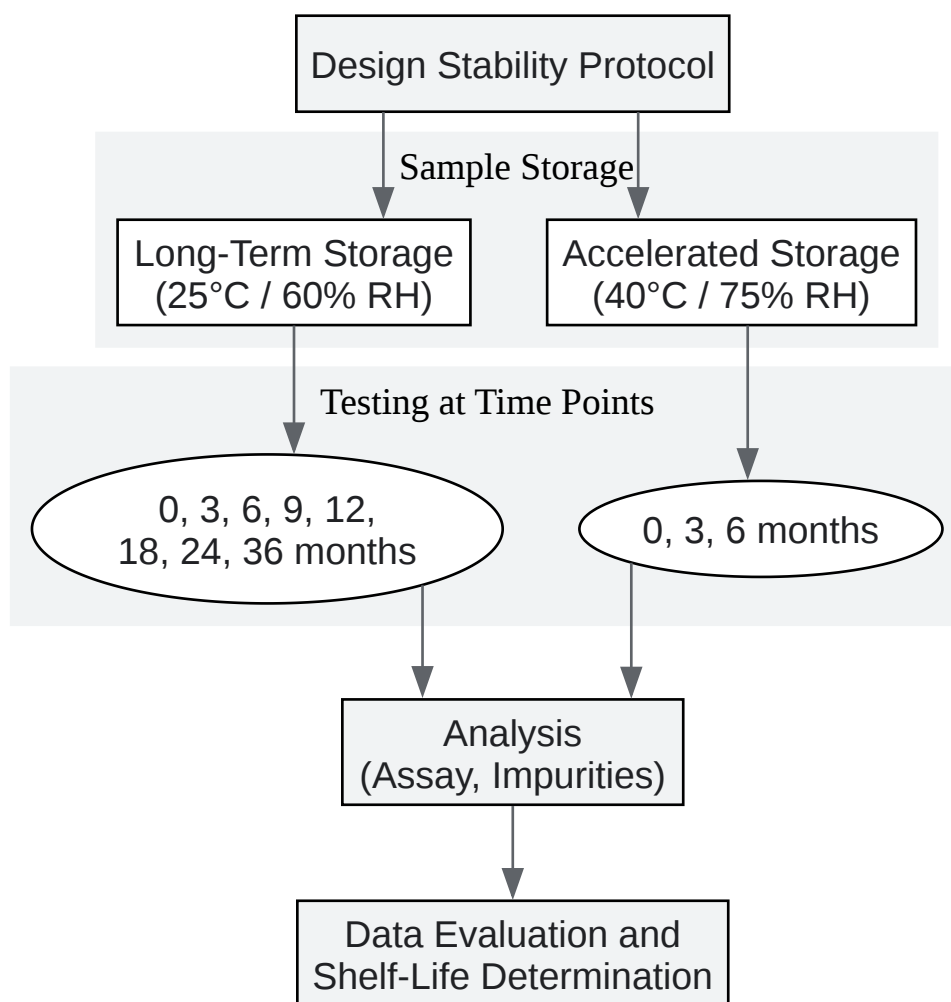 Design Stability Protocol
Sample Storage
Long-Term Storage
(25°C / 60% RH)
Accelerated Storage
(40°C / 75% RH)
Testing at Time Points
0, 3, 6, 9, 12,
18, 24, 36 months
0, 3, 6 months
Analysis
(Assay, Impurities)
Data Evaluation and
Shelf-Life Determination